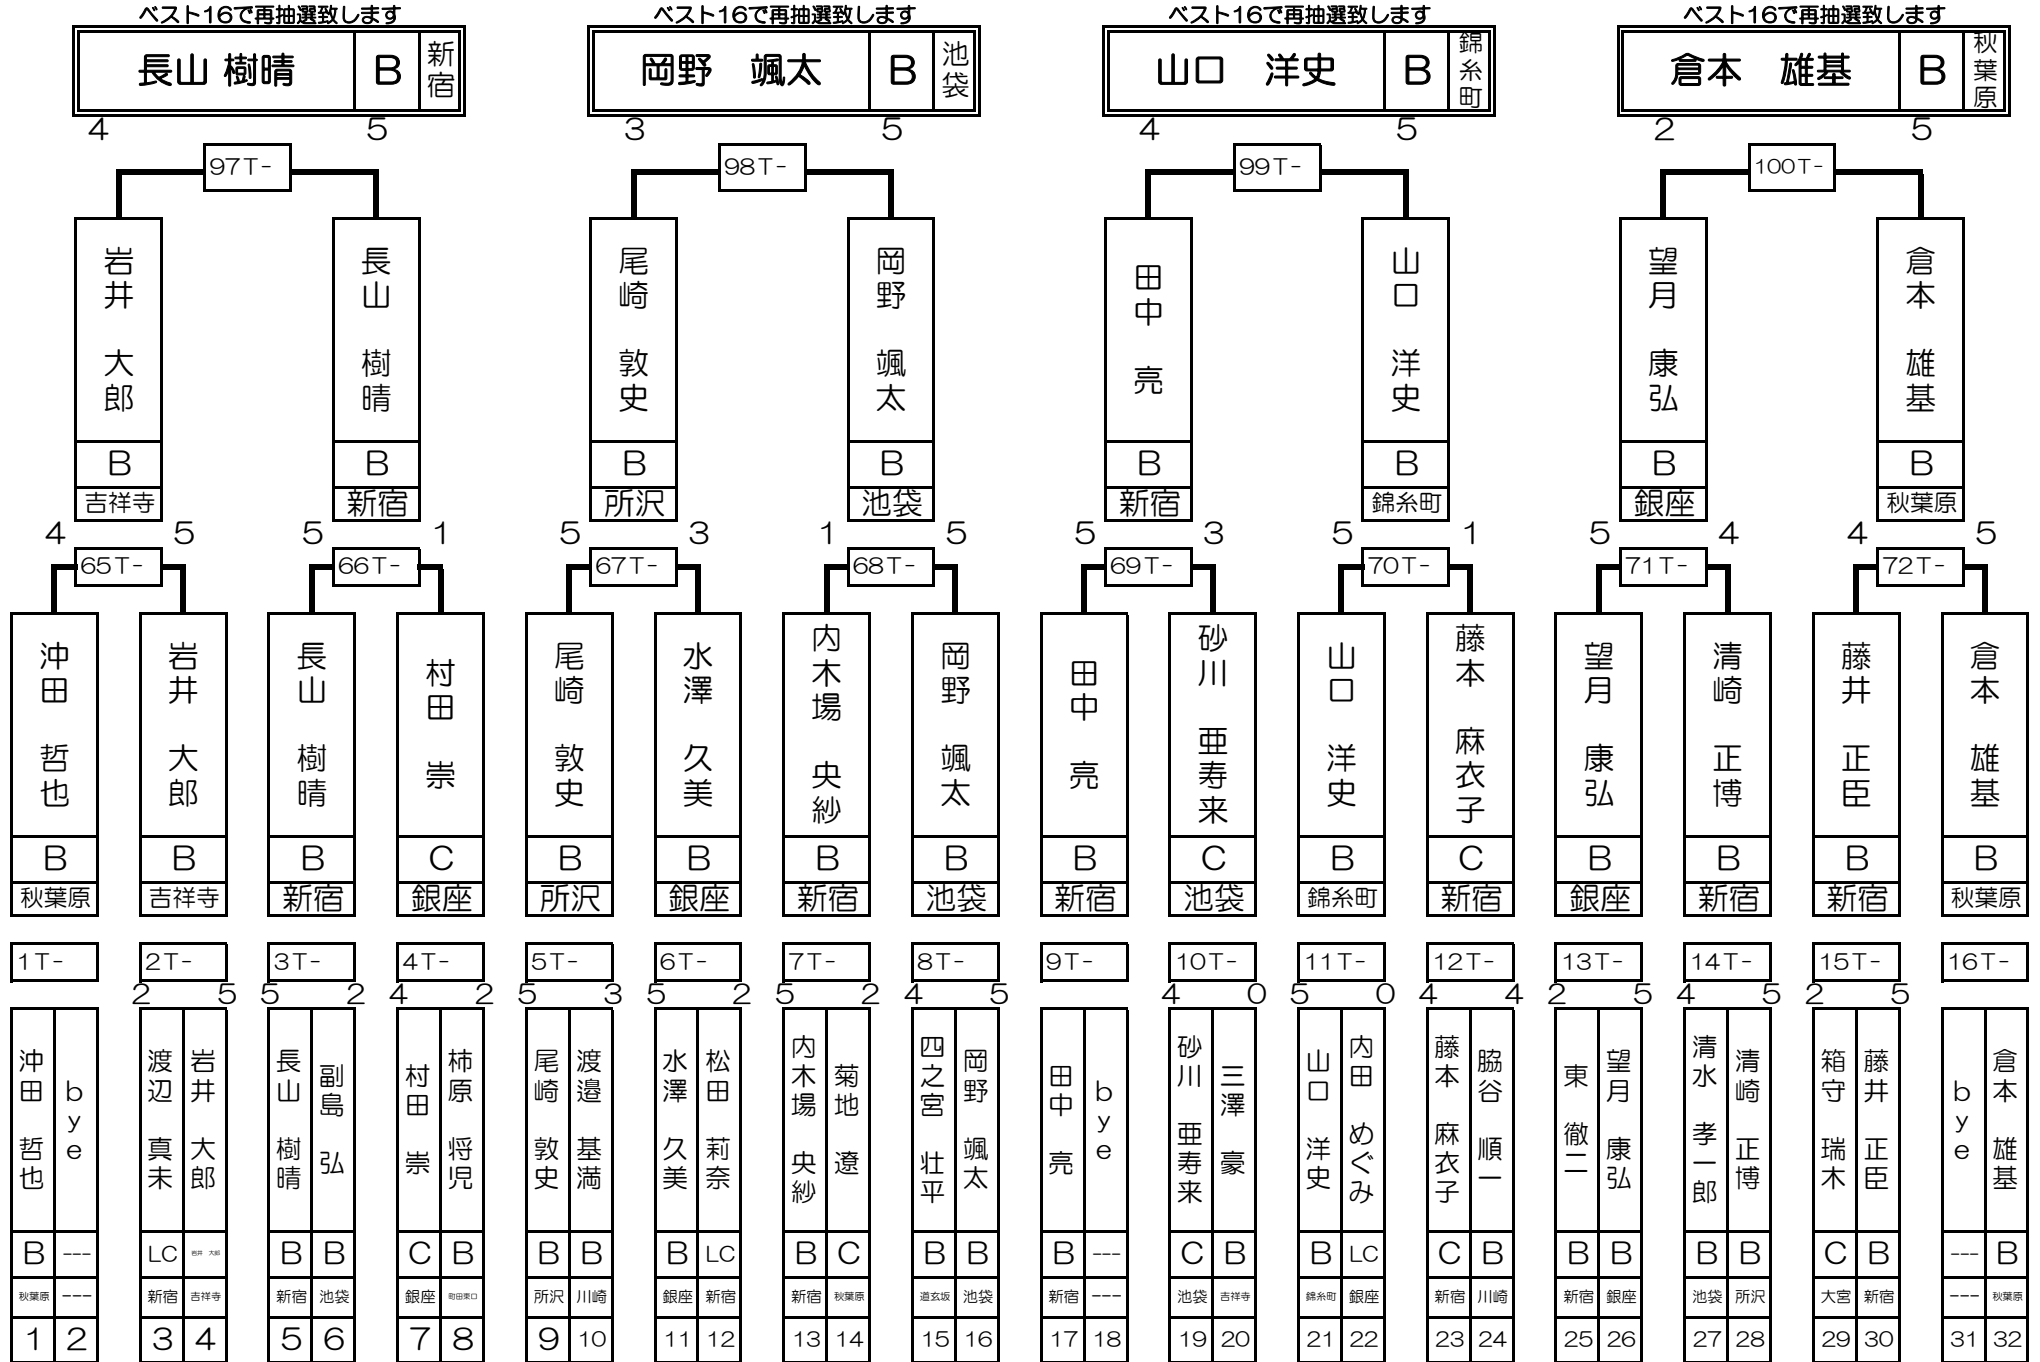 ベスト16で再抽選致します ベスト16で再抽選致します ベスト16で再抽選致します ベスト16で再抽選致します
長山 樹晴 B 新宿 岡野 颯太 B 池袋 山口 洋史 B 錦糸町 倉本 雄基 B 秋葉原
4 5 3 5 4 5 2 5
97T- 98T- 99T- 100T-
岩井 大郎 長山 樹晴 尾崎 敦史 岡野 颯太 田中 亮 山口 洋史 望月 康弘 倉本 雄基
B B B B B B B B
吉祥寺 新宿 所沢 池袋 新宿 錦糸町 銀座 秋葉原
4 5 5 1 5 3 1 5 5 3 5 1 5 4 4 5
65T- 66T- 67T- 68T- 69T- 70T- 71T- 72T-
沖田 哲也 岩井 大郎 長山 樹晴 村田 崇 尾崎 敦史 水澤 久美 内木場 央紗 岡野 颯太 田中 亮 砂川 亜寿来 山口 洋史 藤本 麻衣子 望月 康弘 清崎 正博 藤井 正臣 倉本 雄基
B B B C B B B B B C B C B B B B
秋葉原 吉祥寺 新宿 銀座 所沢 銀座 新宿 池袋 新宿 池袋 錦糸町 新宿 銀座 新宿 新宿 秋葉原
1T- 2T- 3T- 4T- 5T- 6T- 7T- 8T- 9T- 10T- 11T- 12T- 13T- 14T- 15T- 16T-
2 5 5 2 4 2 5 3 5 2 5 2 4 5 4 0 5 0 4 4 2 5 4 5 2 5
沖田 哲也 bye 渡辺 真未 岩井 大郎 長山 樹晴 副島 弘 村田 崇 柿原 将児 尾崎 敦史 渡邉 基満 水澤 久美 松田 莉奈 内木場 央紗 菊地 遼 四之宮 壮平 岡野 颯太 田中 亮 bye 砂川 亜寿来 三澤 豪 山口 洋史 内田 めぐみ 藤本 麻衣子 脇谷 順一 東 徹二 望月 康弘 清水 孝一郎 清崎 正博 箱守 瑞木 藤井 正臣 bye 倉本 雄基
B --- LC 岩井 大郎 B B C B B B B LC B C B B B --- C B B LC C B B B B B C B --- B
秋葉原 --- 新宿 吉祥寺 新宿 池袋 銀座 町田東口 所沢 川崎 銀座 新宿 新宿 秋葉原 道玄坂 池袋 新宿 --- 池袋 吉祥寺 錦糸町 銀座 新宿 川崎 新宿 銀座 池袋 所沢 大宮 新宿 --- 秋葉原
1 2 3 4 5 6 7 8 9 10 11 12 13 14 15 16 17 18 19 20 21 22 23 24 25 26 27 28 29 30 31 32